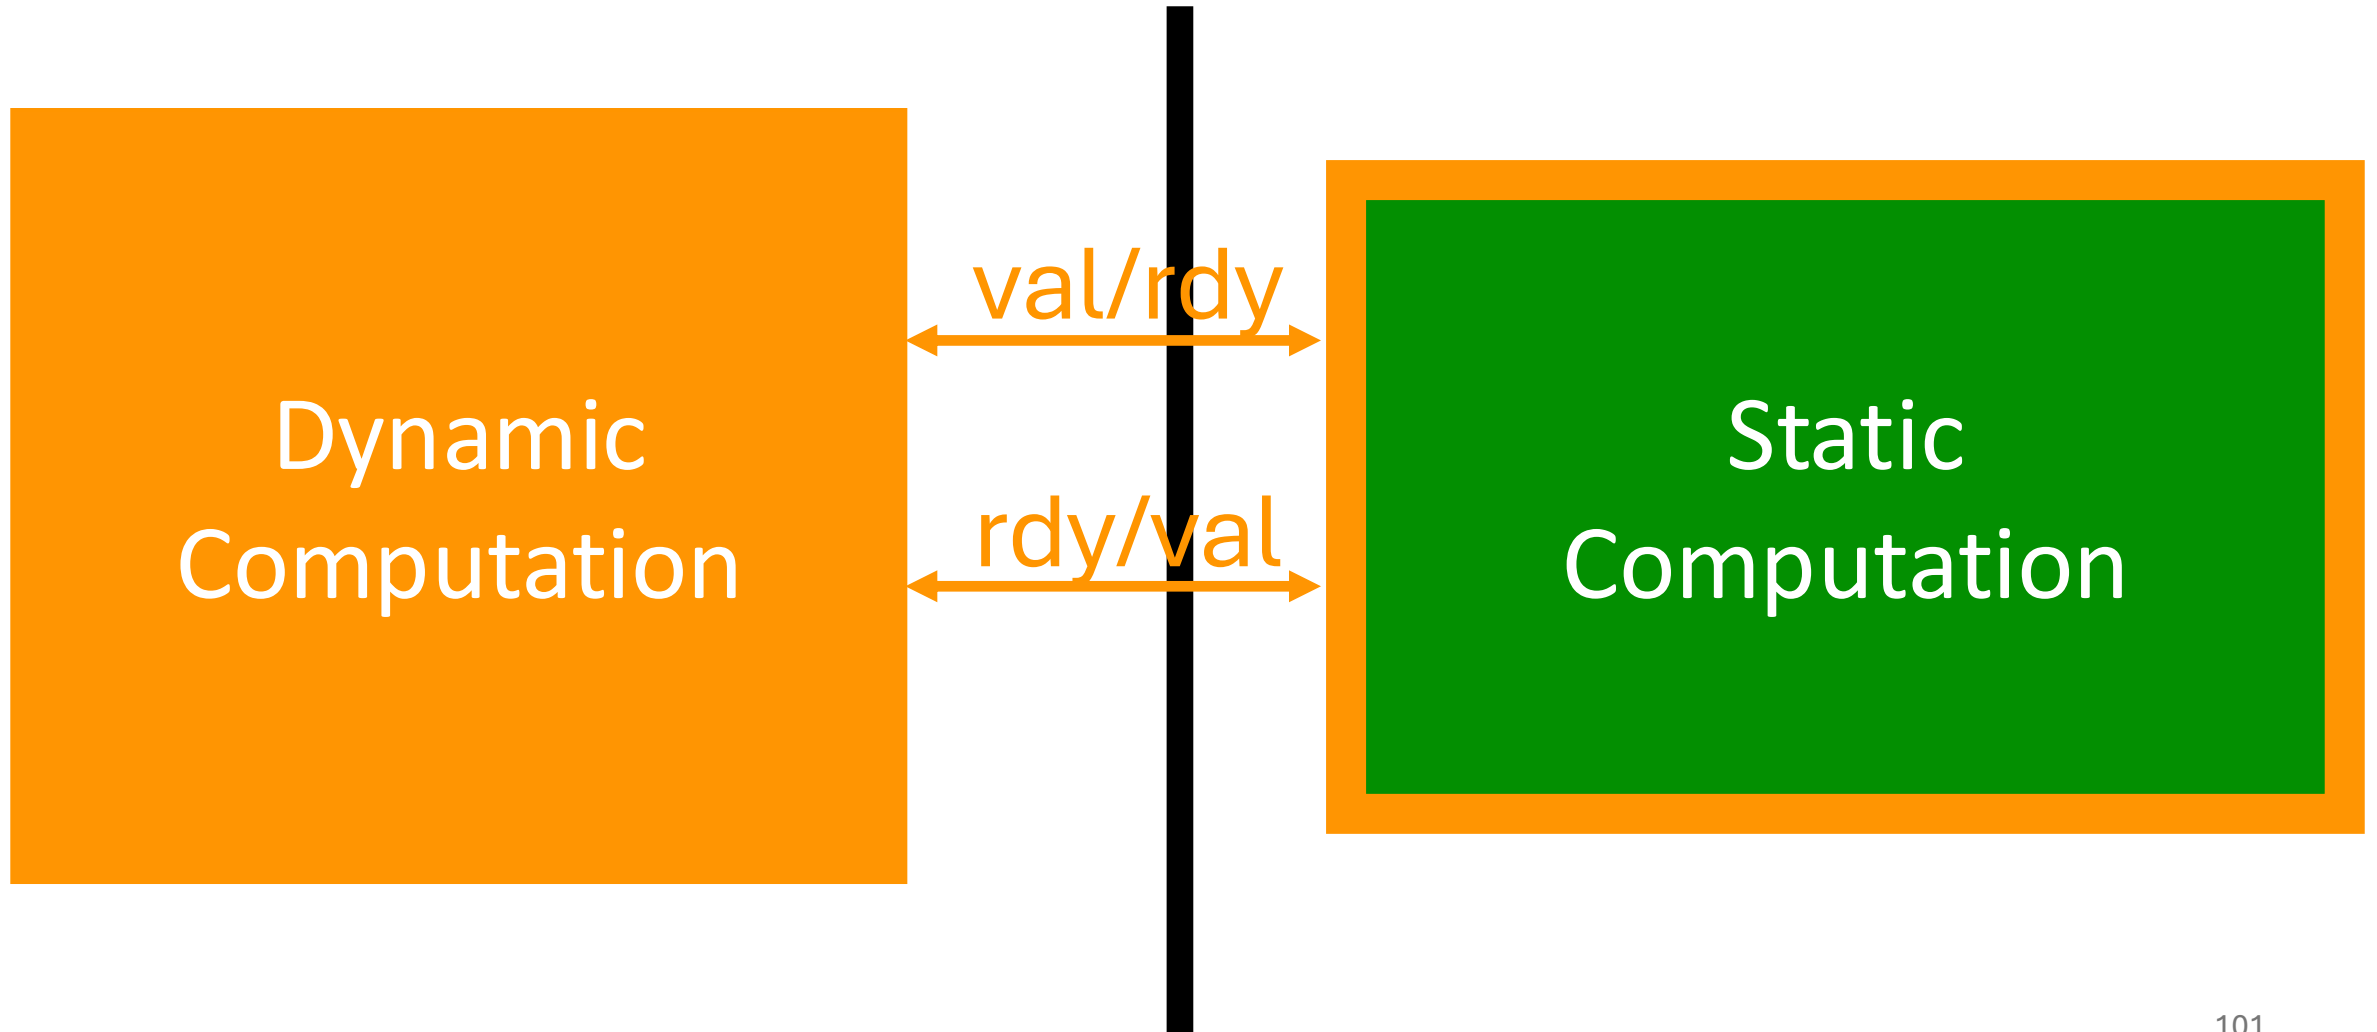 val/rdy
Dynamic
Computation
rdy/val
Static
Computation
101